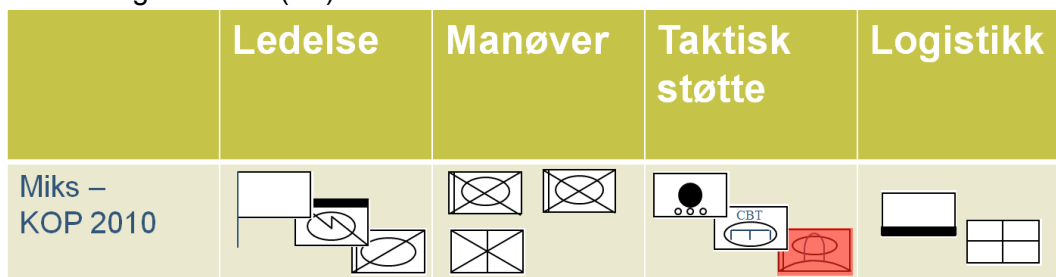 Ledelse
Manøver
Taktisk
støtte
Logistikk
Miks –
KOP 2010
CBT